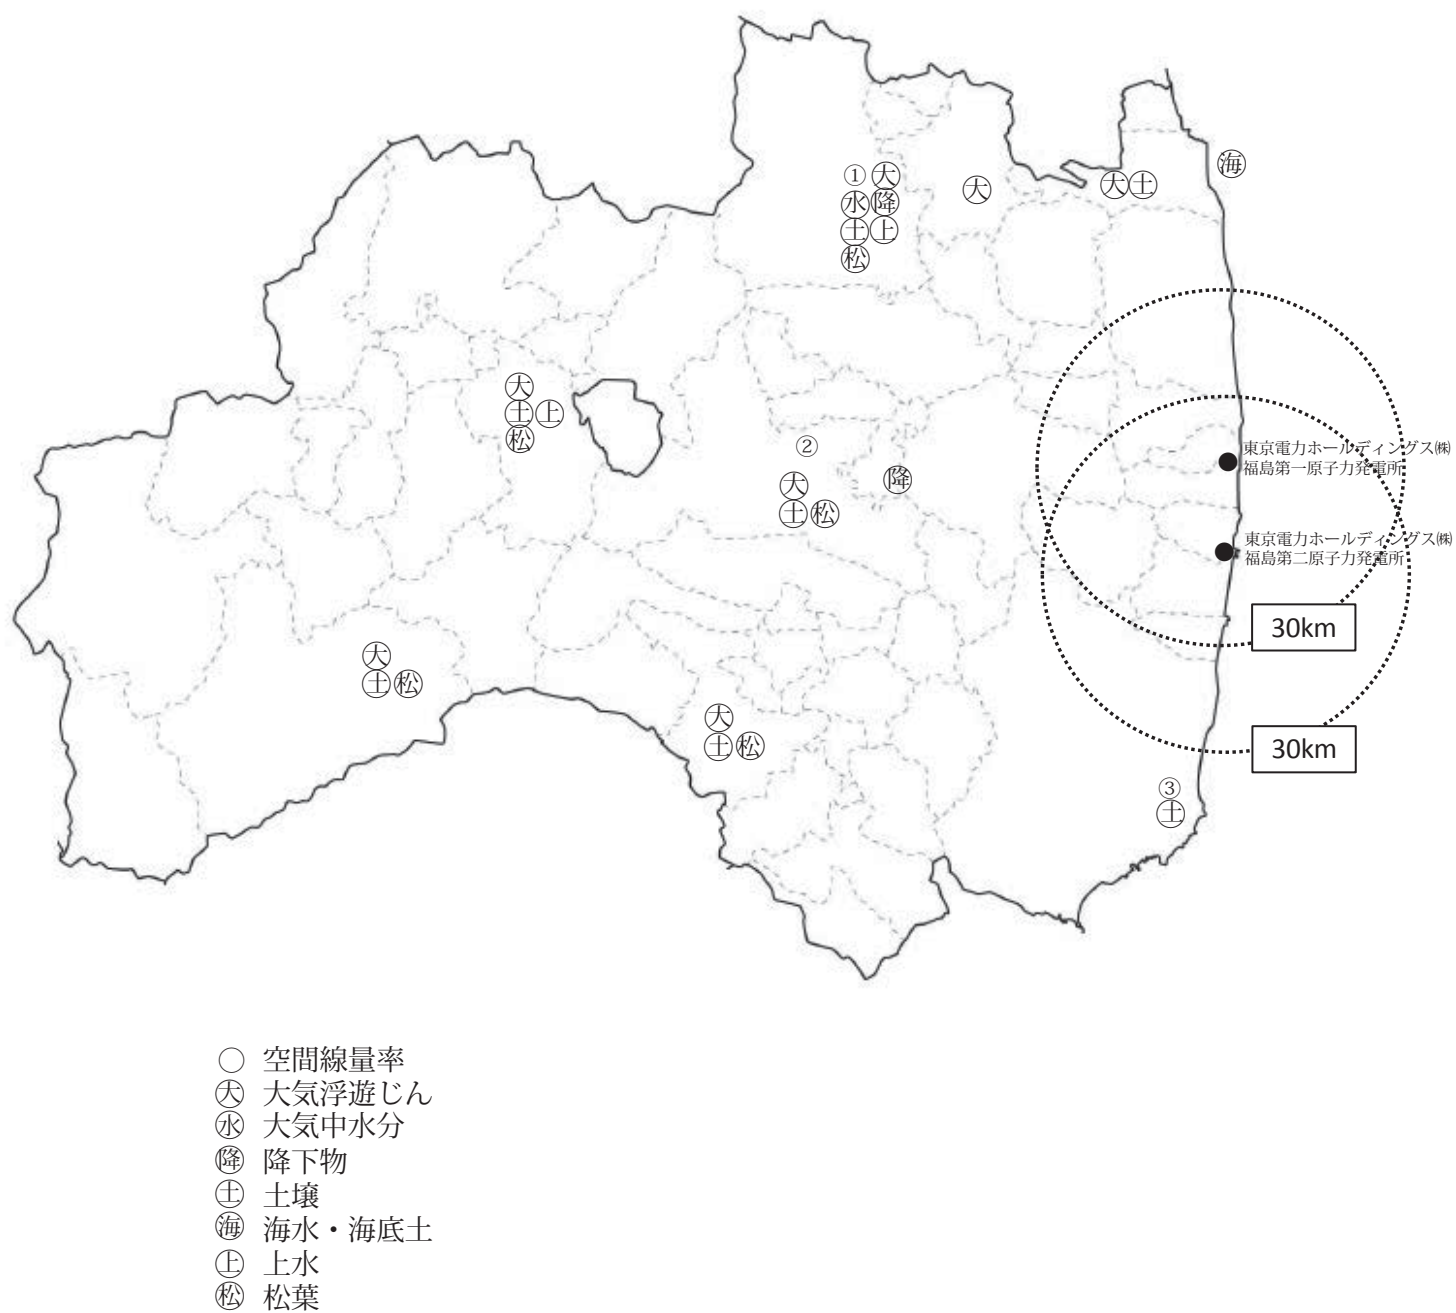 ① 大
水 降
土 上
松
大
大 土
海
大
土 上
松
②
大
土 松
降
東京電力ホールディングス㈱
福島第一原子力発電所
東京電力ホールディングス㈱
福島第二原子力発電所
30km
30km
大
土 松
大
土 松
③
土
○ 空間線量率
大 大気浮遊じん
水 大気中水分
降 降下物
土 土壌
海 海水・海底土
上 上水
松 松葉